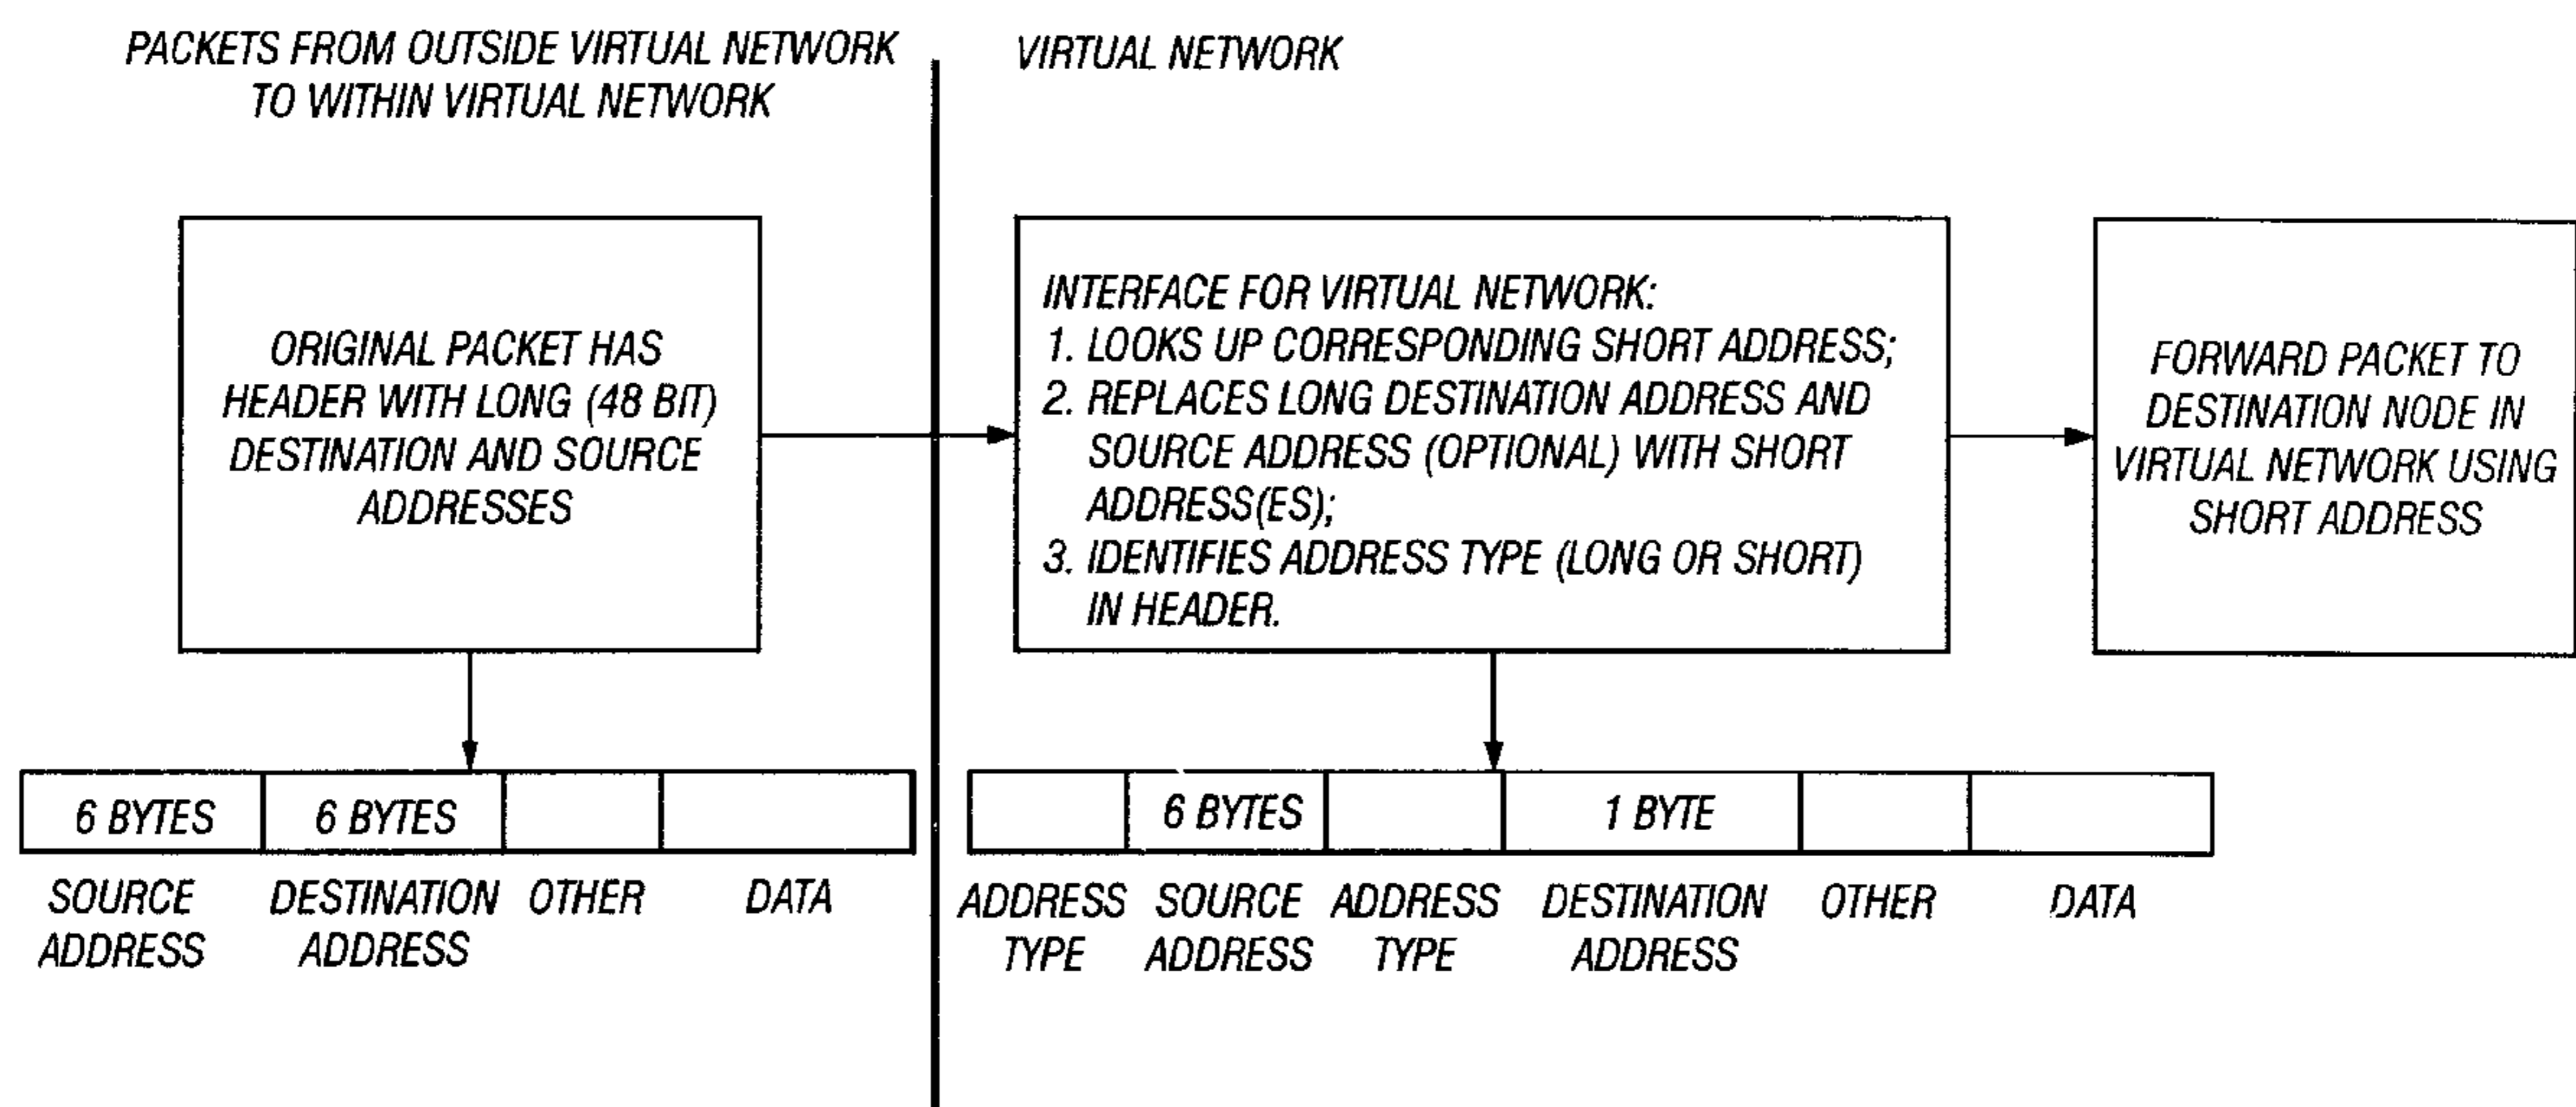 PACKETS FROM OUTSIDE VIRTUAL NETWORK
TO WITHIN VIRTUAL NETWORK
VIRTUAL NETWORK
ORIGINAL PACKET HAS
HEADER WITH LONG (48 BIT)
DESTINATION AND SOURCE
ADDRESSES
INTERFACE FOR VIRTUAL NETWORK:
1. LOOKS UP CORRESPONDING SHORT ADDRESS;
2. REPLACES LONG DESTINATION ADDRESS AND
SOURCE ADDRESS (OPTIONAL) WITH SHORT
ADDRESS(ES);
3. IDENTIFIES ADDRESS TYPE (LONG OR SHORT)
IN HEADER.
FORWARD PACKET TO
DESTINATION NODE IN
VIRTUAL NETWORK USING
SHORT ADDRESS
6 BYTES
6 BYTES
SOURCE
ADDRESS
DESTINATION
ADDRESS
OTHER
DATA
6 BYTES
1 BYTE
ADDRESS
TYPE
SOURCE
ADDRESS
ADDRESS
TYPE
DESTINATION
ADDRESS
OTHER
DATA